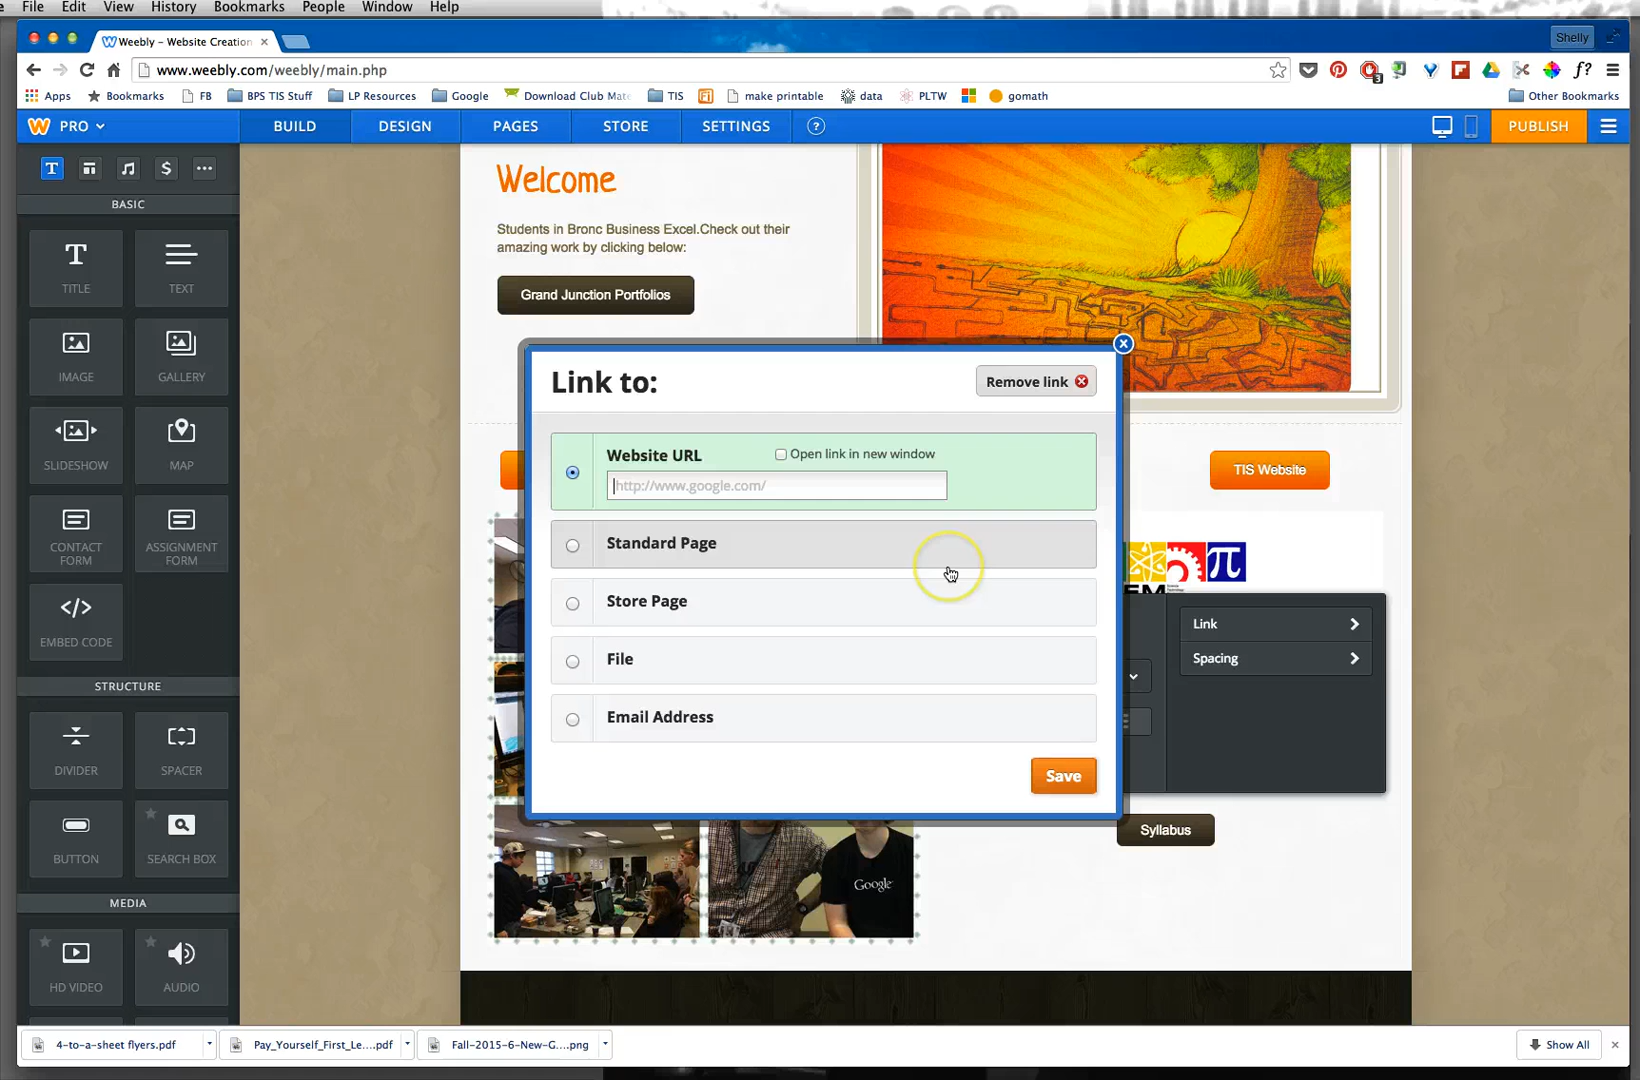 File Edit View History Bookmarks People Window Help
Weebly - Website Creation
Shelly
www.weebly.com/weebly/main.php
3
f?
Apps Bookmarks FB BPS TIS Stuff LP Resources Google Download Club Mat TIS make printable data PLTW gomath Other Bookmarks
PRO BUILD DESIGN PAGES STORE SETTINGS ? PUBLISH
T $
BASIC
TITLE TEXT
IMAGE GALLERY
SLIDESHOW MAP
CONTACT FORM
ASSIGNMENT FORM
EMBED CODE
STRUCTURE
DIVIDER SPACER
BUTTON SEARCH BOX
MEDIA
HD VIDEO AUDIO
Welcome
Students in Bronc Business Excel.Check out their
amazing work by clicking below:
Grand Junction Portfolios
TIS Website
Link to:
Remove link
Website URL Open link in new window
http://www.google.com/
Standard Page
Store Page
File
Email Address
Save
Link
Spacing
Syllabus
Google
4-to-a-sheet flyers.pdf Pay_Yourself_First_Le....pdf Fall-2015-6-New-G....png Show All